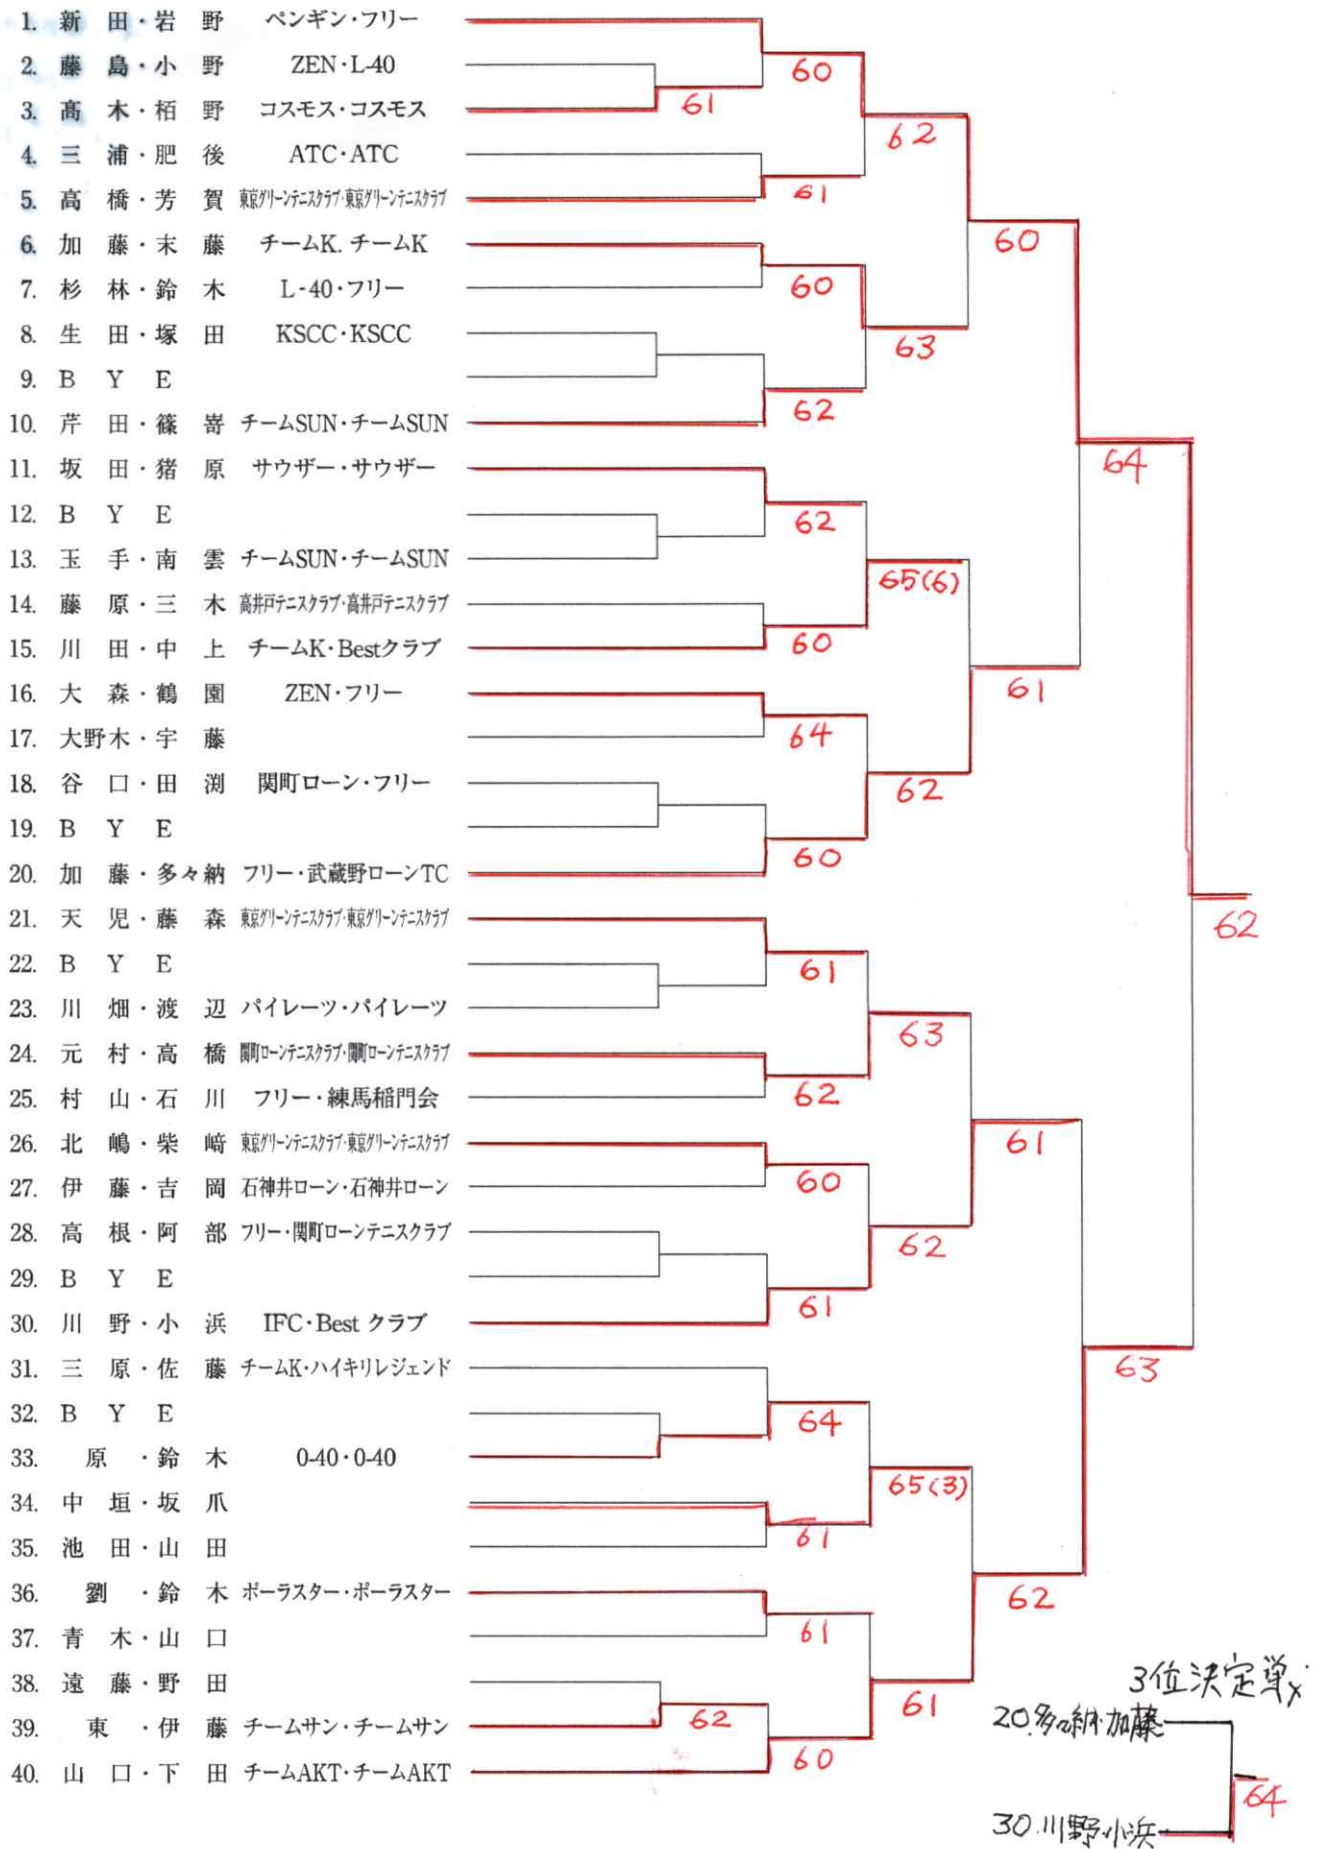 1. 新田・岩野 ペンギン・フリー
2. 藤島・小野 ZEN・L-40
60
3. 髙木・栢野 コスモス・コスモス
61
62
4. 三浦・肥後 ATC・ATC
5. 高橋・芳賀 東京グリーンテニスクラブ・東京グリーンテニスクラブ
61
6. 加藤・末藤 チームK. チームK
60
7. 杉林・鈴木 L-40・フリー
60
8. 生田・塚田 KSCC・KSCC
63
9. BYE
10. 芹田・篠嵜 チームSUN・チームSUN
62
11. 坂田・猪原 サウザー・サウザー
64
12. BYE
62
13. 玉手・南雲 チームSUN・チームSUN
65(6)
14. 藤原・三木 高井戸テニスクラブ・高井戸テニスクラブ
15. 川田・中上 チームK・Bestクラブ
60
16. 大森・鶴園 ZEN・フリー
61
17. 大野木・宇藤
64
18. 谷口・田渕 関町ローン・フリー
62
19. BYE
20. 加藤・多々納 フリー・武蔵野ローンTC
60
21. 天児・藤森 東京グリーンテニスクラブ・東京グリーンテニスクラブ
62
22. BYE
61
23. 川畑・渡辺 パイレーツ・パイレーツ
63
24. 元村・高橋 関町ローンテニスクラブ・関町ローンテニスクラブ
25. 村山・石川 フリー・練馬稲門会
62
26. 北嶋・柴﨑 東京グリーンテニスクラブ・東京グリーンテニスクラブ
61
27. 伊藤・吉岡 石神井ローン・石神井ローン
60
28. 高根・阿部 フリー・関町ローンテニスクラブ
62
29. BYE
30. 川野・小浜 IFC・Best クラブ
61
31. 三原・佐藤 チームK・ハイキリレジェンド
63
32. BYE
64
33. 原・鈴木 0-40・0-40
65(3)
34. 中垣・坂爪
35. 池田・山田
61
36. 劉・鈴木 ポーラスター・ポーラスター
62
37. 青木・山口
61
38. 遠藤・野田
61
3位決定単x
39. 東・伊藤 チームサン・チームサン
62
20.多々納・加藤
40. 山口・下田 チームAKT・チームAKT
60
64
30.川野・小浜